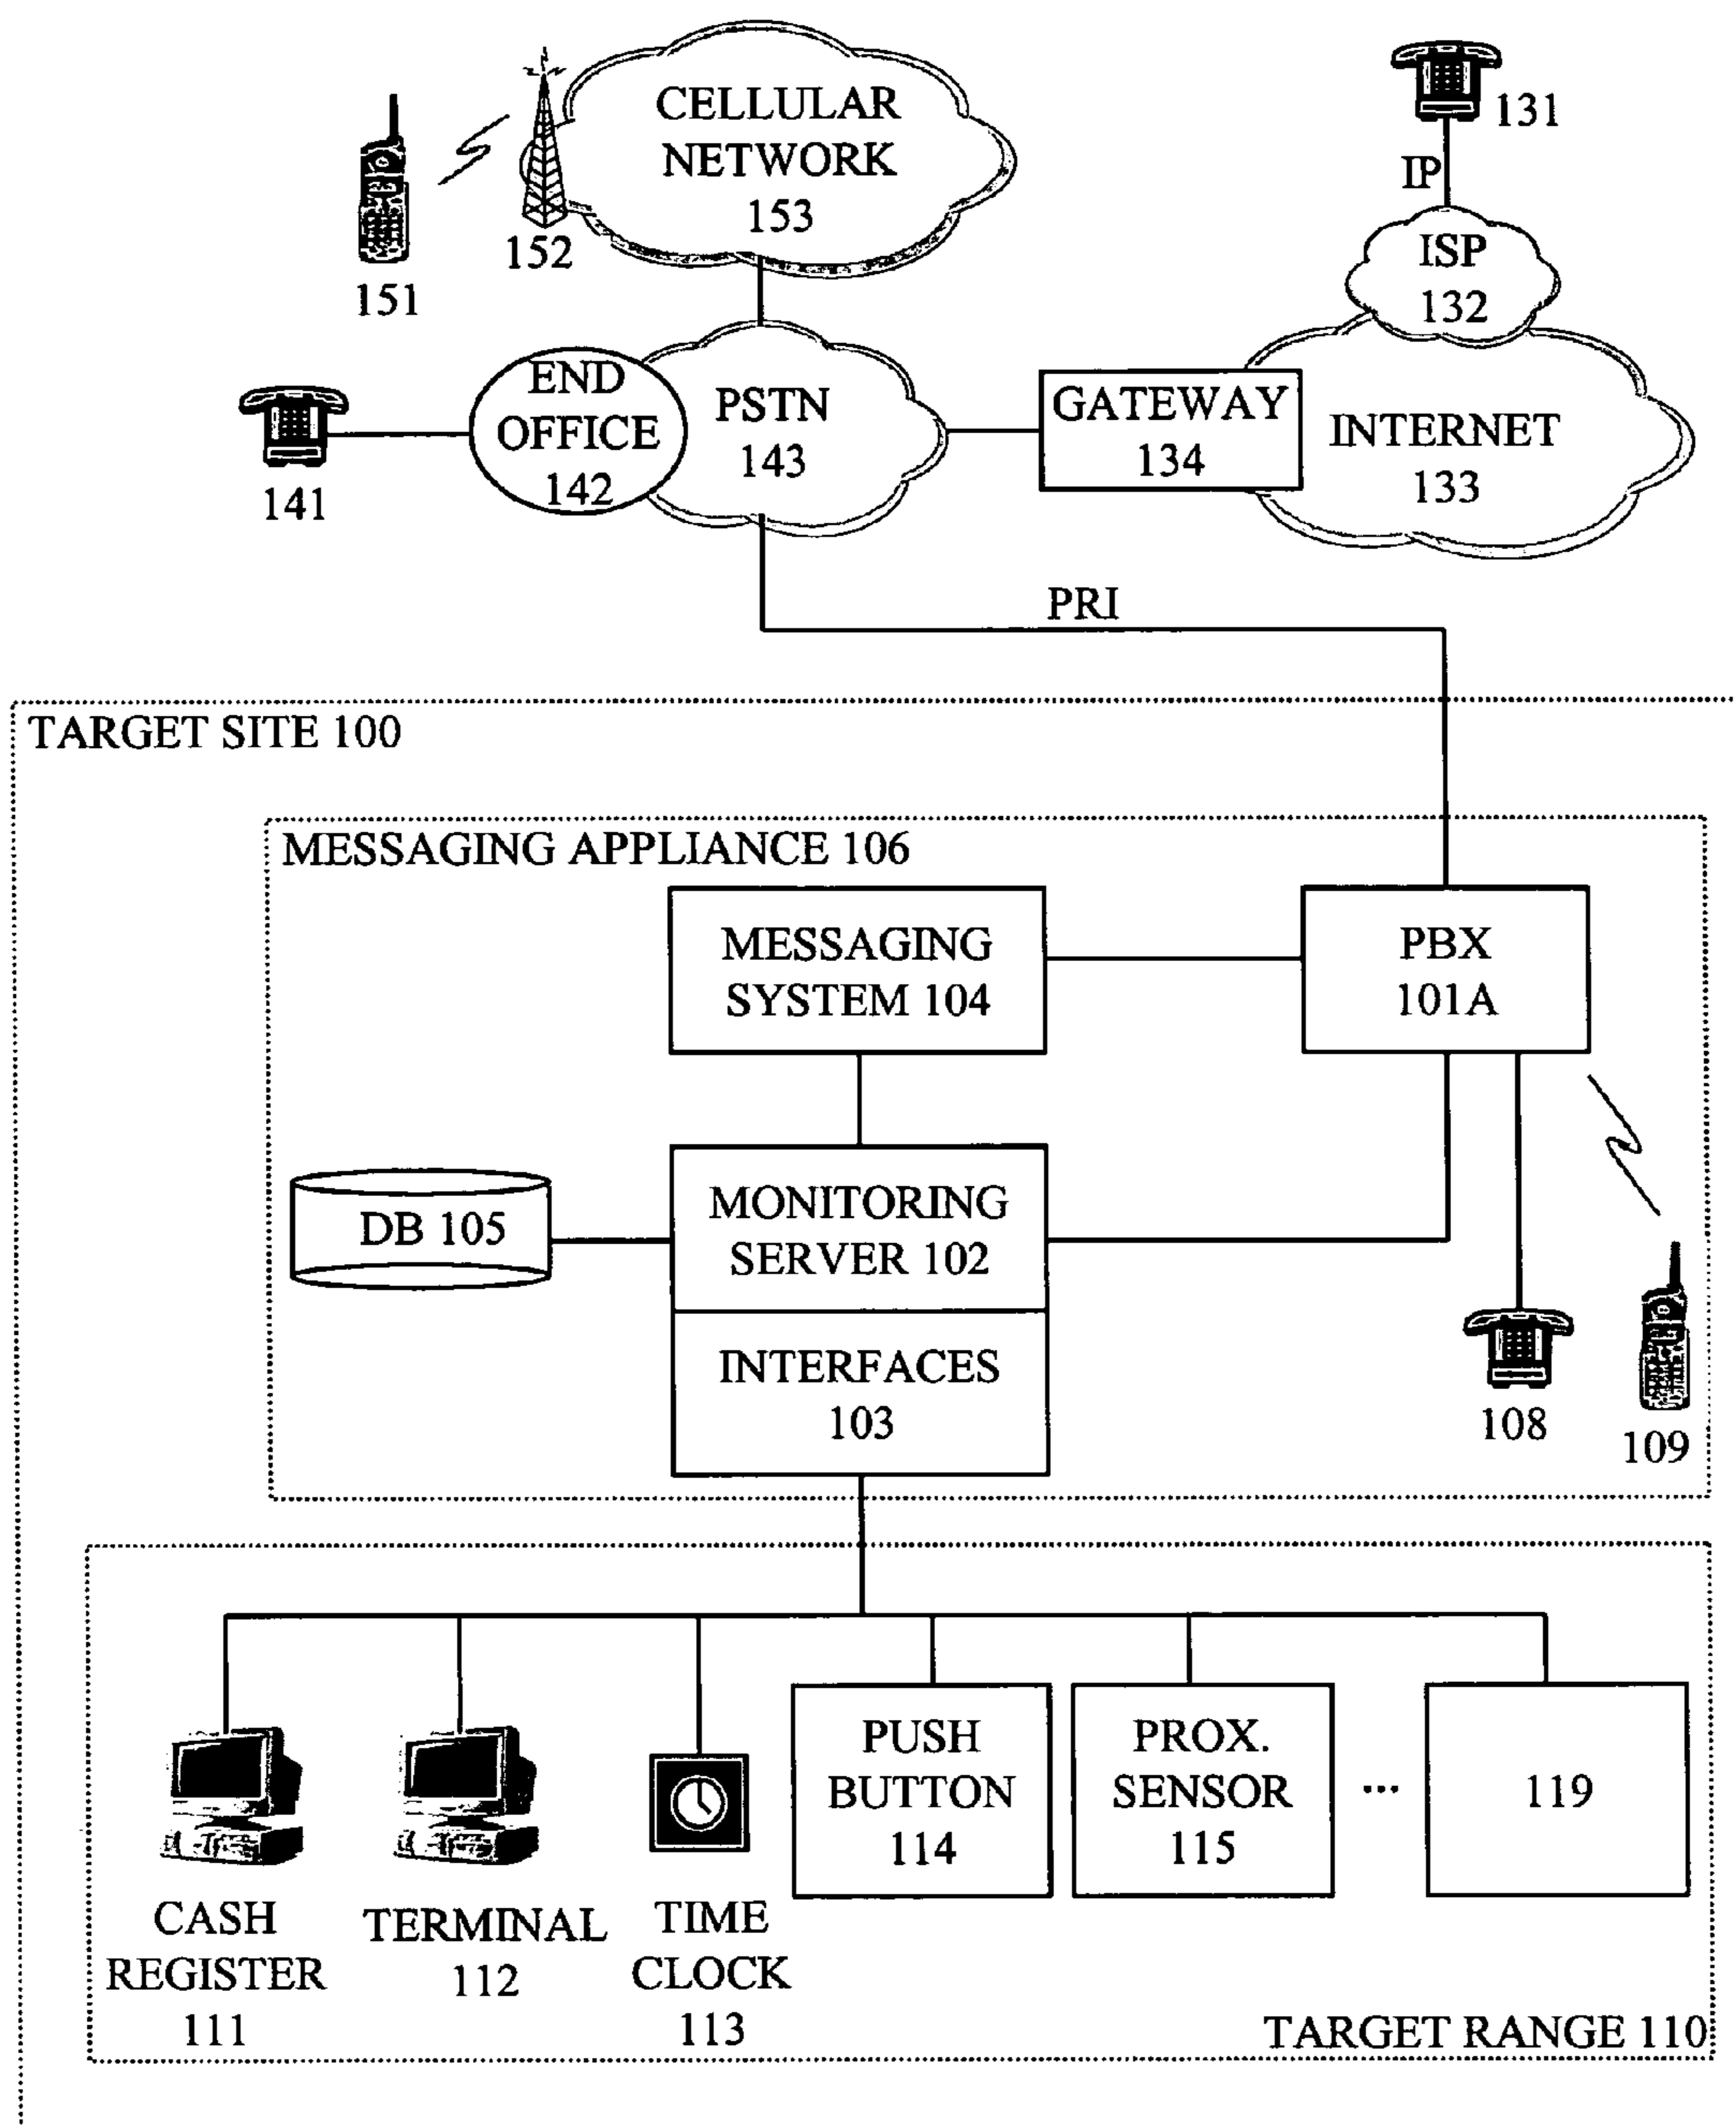 CELLULAR
NETWORK
153
131
IP
152
151
ISP
132
END
OFFICE
142
PSTN
143
GATEWAY
134
INTERNET
133
141
PRI
TARGET SITE 100
MESSAGING APPLIANCE 106
MESSAGING
SYSTEM 104
PBX
101A
DB 105
MONITORING
SERVER 102
INTERFACES
103
108
109
PUSH
BUTTON
114
PROX.
SENSOR
115
...
119
CASH
REGISTER
111
TERMINAL
112
TIME
CLOCK
113
TARGET RANGE 110